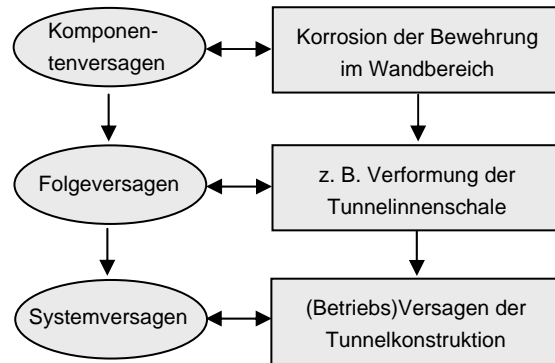 Komponen-
tenversagen
Korrosion der Bewehrung
im Wandbereich
Folgeversagen
z. B. Verformung der
Tunnelinnenschale
Systemversagen
(Betriebs)Versagen der
Tunnelkonstruktion